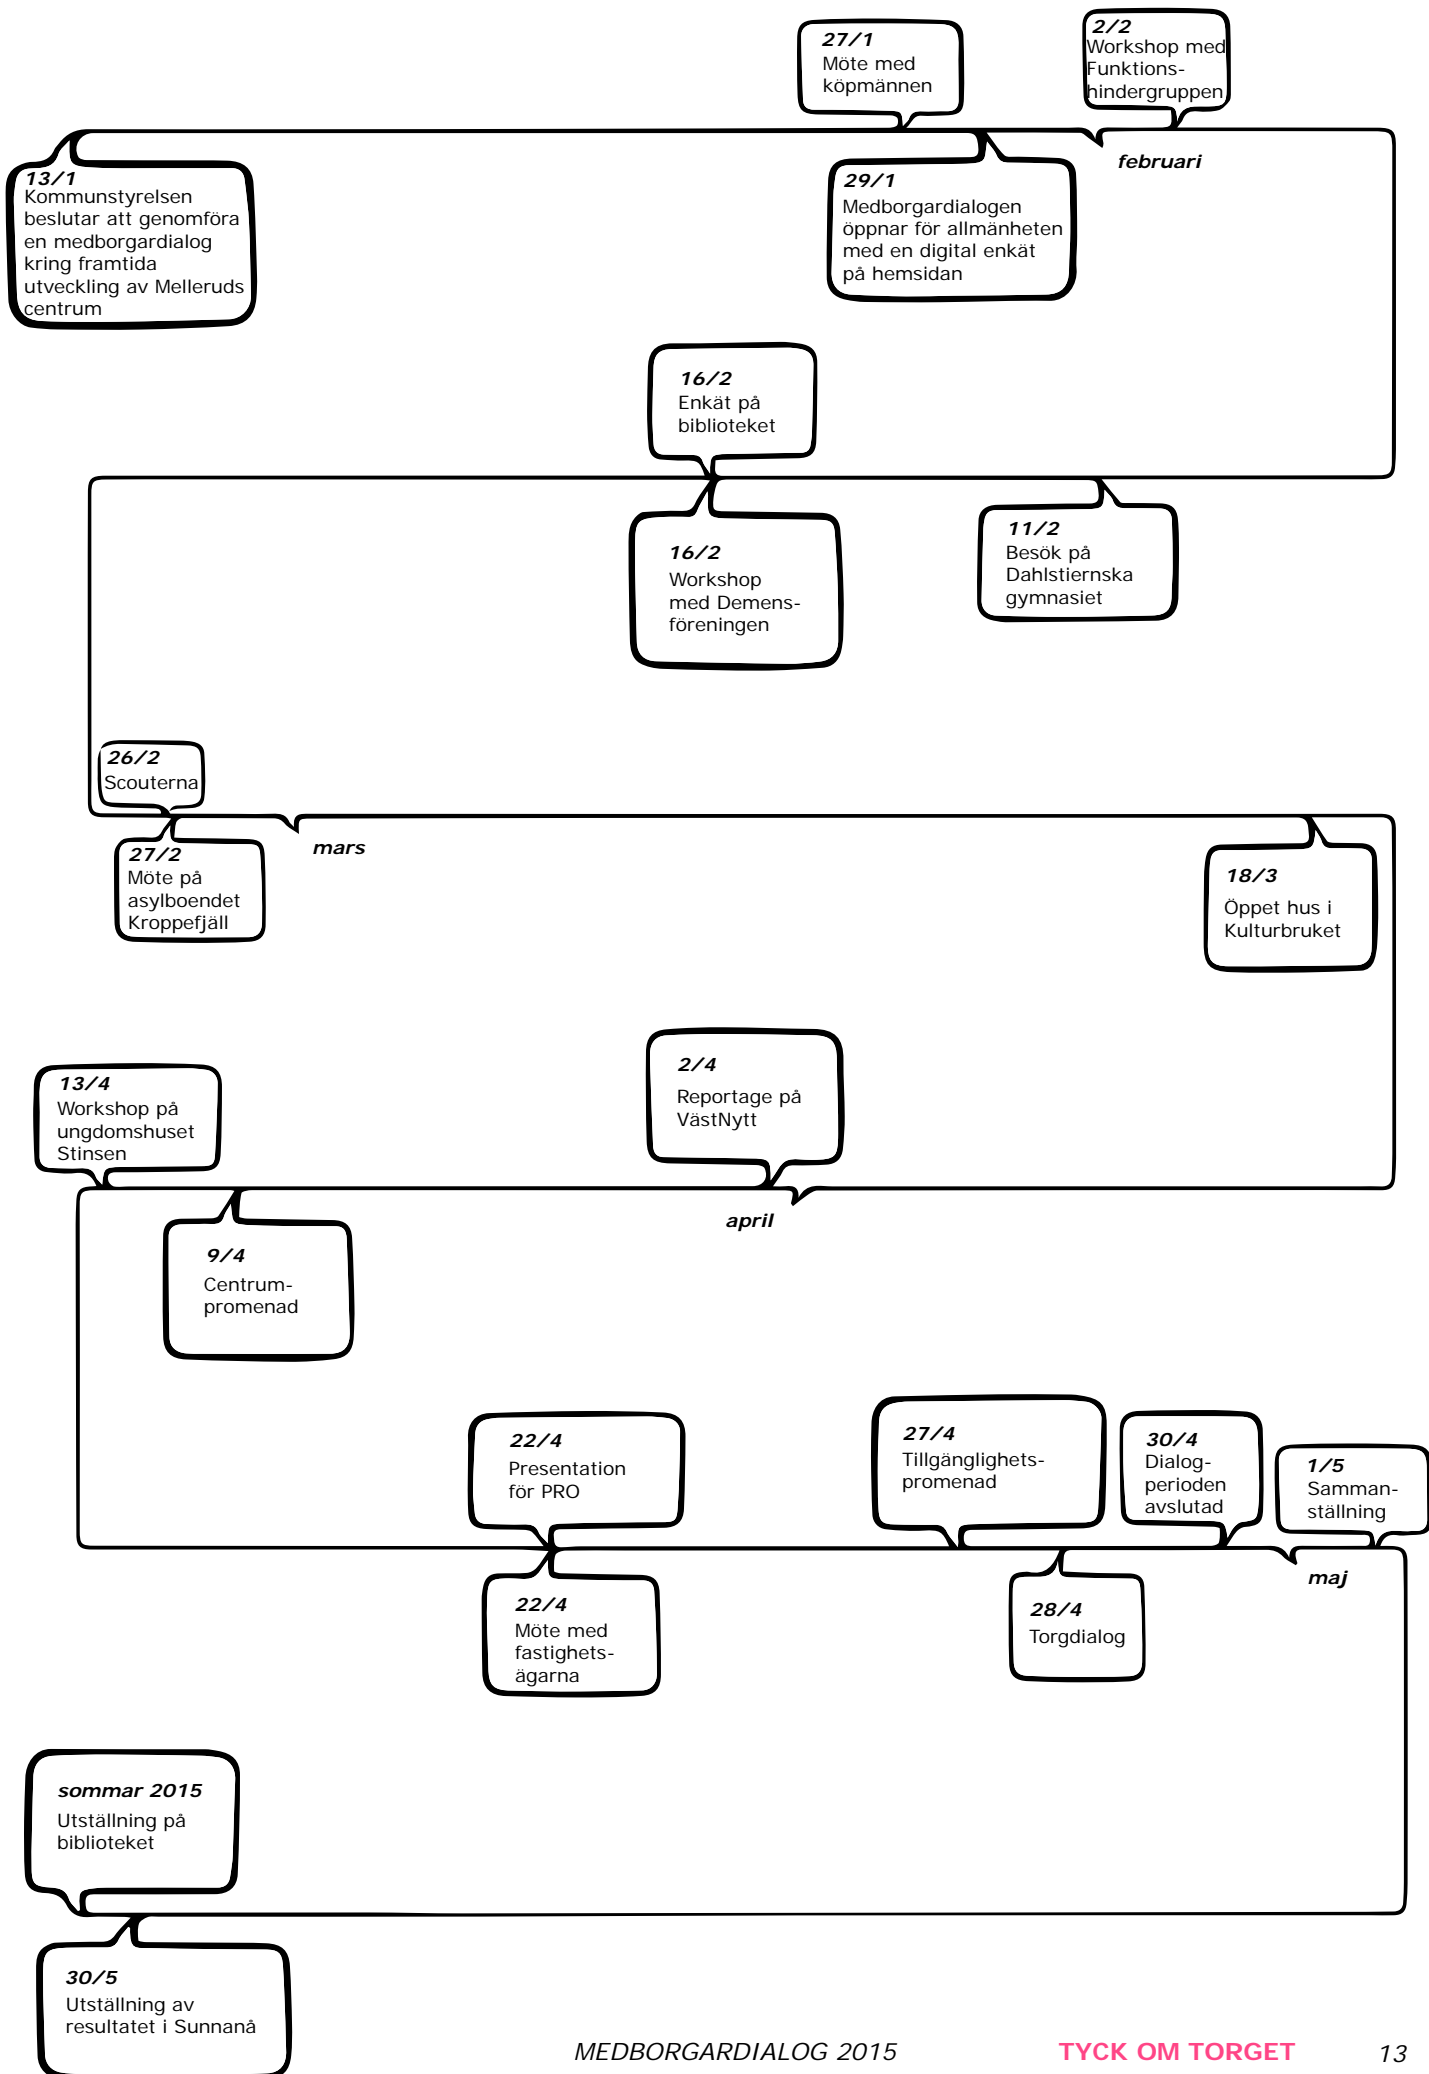 27/1
Möte med
köpmännen
2/2
Workshop med
Funktions-
hindergruppen
13/1
Kommunstyrelsen
beslutar att genomföra
en medborgardialog
kring framtida
utveckling av Melleruds
centrum
29/1
Medborgardialogen
öppnar för allmänheten
med en digital enkät
på hemsidan
februari
16/2
Enkät på
biblioteket
16/2
Workshop
med Demens-
föreningen
11/2
Besök på
Dahlstiernska
gymnasiet
26/2
Scouterna
27/2
Möte på
asylboendet
Kroppefjäll
mars
18/3
Öppet hus i
Kulturbruket
13/4
Workshop på
ungdomshuset
Stinsen
2/4
Reportage på
VästNytt
april
9/4
Centrum-
promenad
22/4
Presentation
för PRO
27/4
Tillgänglighets-
promenad
30/4
Dialog-
perioden
avslutad
1/5
Samman-
ställning
22/4
Möte med
fastighets-
ägarna
28/4
Torgdialog
maj
sommar 2015
Utställning på
biblioteket
30/5
Utställning av
resultatet i Sunnanå
MEDBORGARDIALOG 2015 TYCK OM TORGET 13